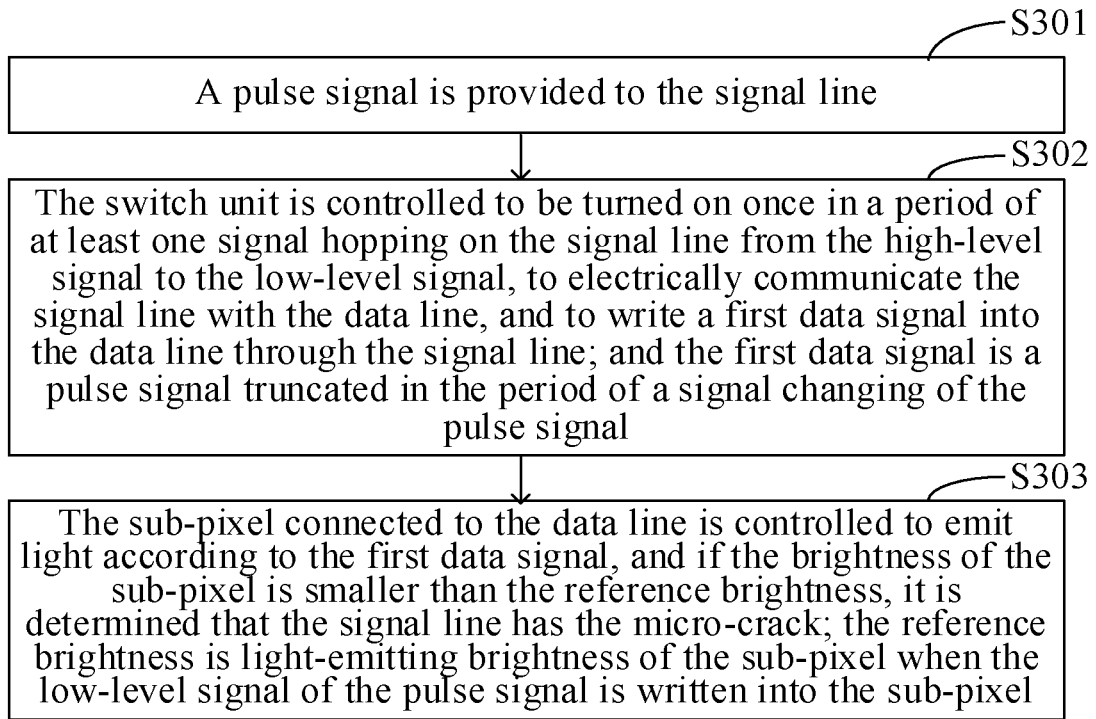 S301
A pulse signal is provided to the signal line
S302
The switch unit is controlled to be turned on once in a period of
at least one signal hopping on the signal line from the high-level
signal to the low-level signal, to electrically communicate the
signal line with the data line, and to write a first data signal into
the data line through the signal line; and the first data signal is a
pulse signal truncated in the period of a signal changing of the
pulse signal
S303
The sub-pixel connected to the data line is controlled to emit
light according to the first data signal, and if the brightness of the
sub-pixel is smaller than the reference brightness, it is
determined that the signal line has the micro-crack; the reference
brightness is light-emitting brightness of the sub-pixel when the
low-level signal of the pulse signal is written into the sub-pixel